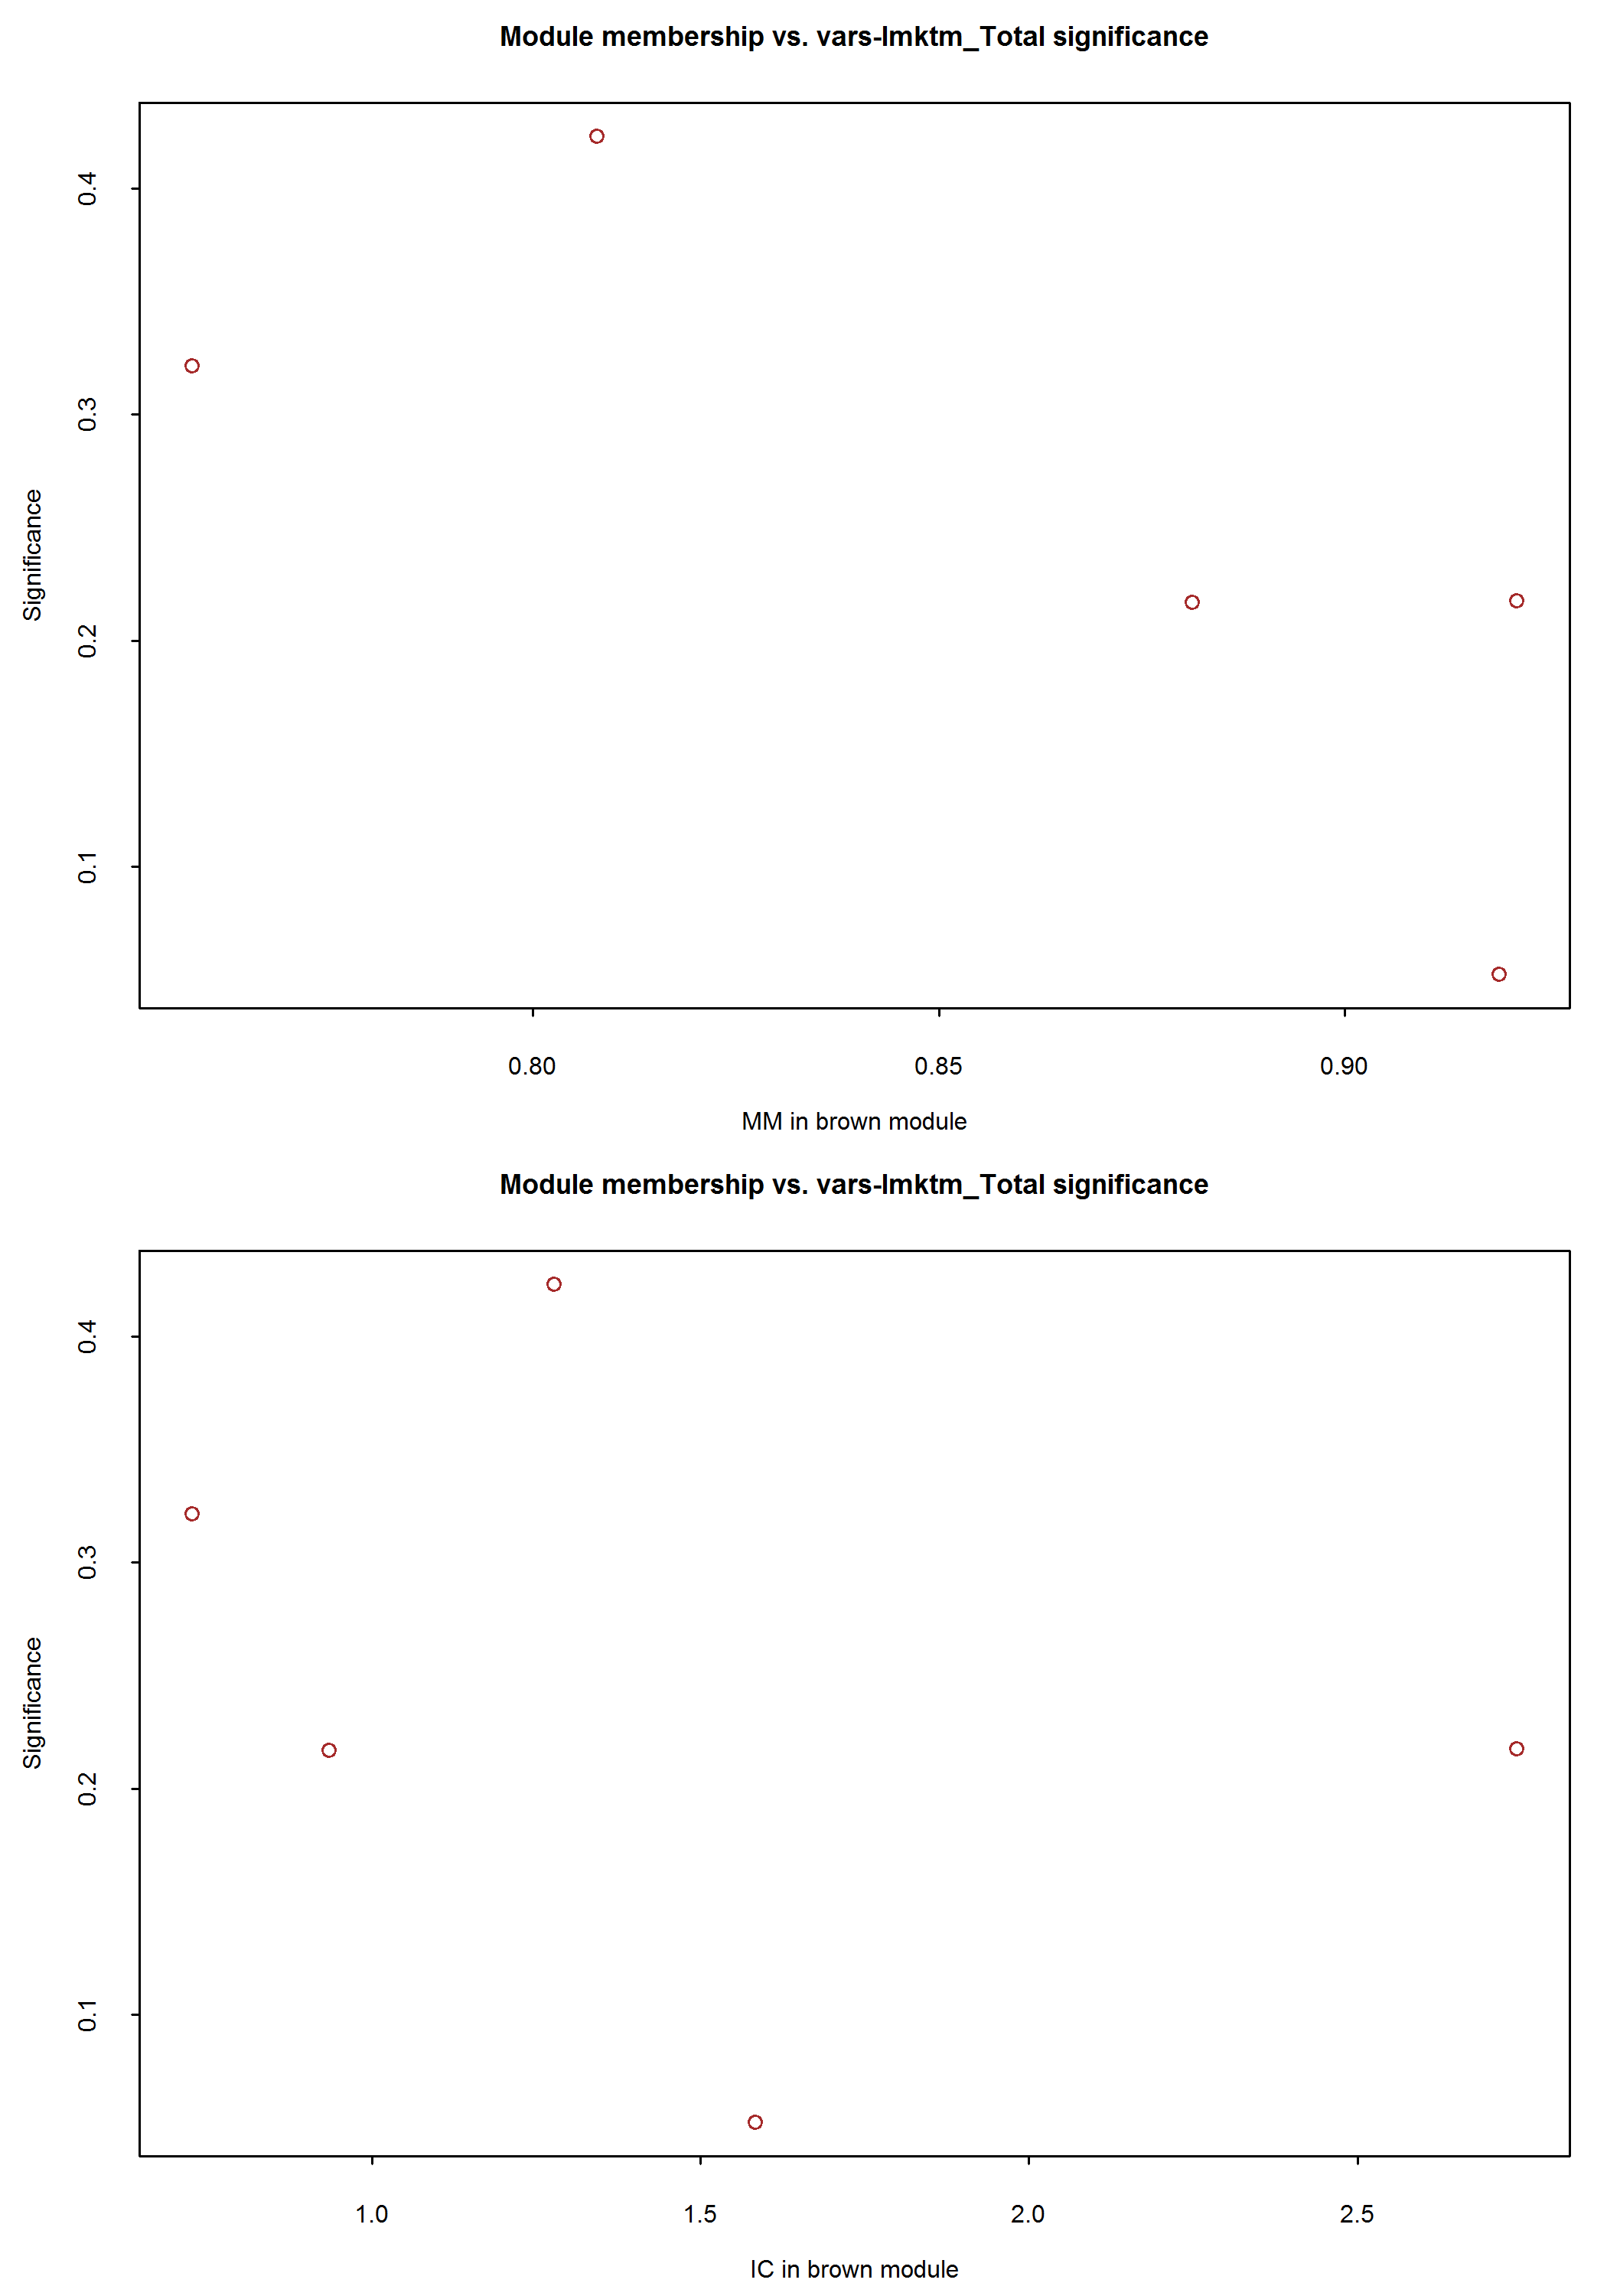 Module membership vs. vars-lmktm_Total significance
0.4
0.3
0.2
0.1
Significance
0.80 0.85 0.90
MM in brown module
Module membership vs. vars-lmktm_Total significance
0.4
0.3
0.2
0.1
Significance
1.0 1.5 2.0 2.5
IC in brown module